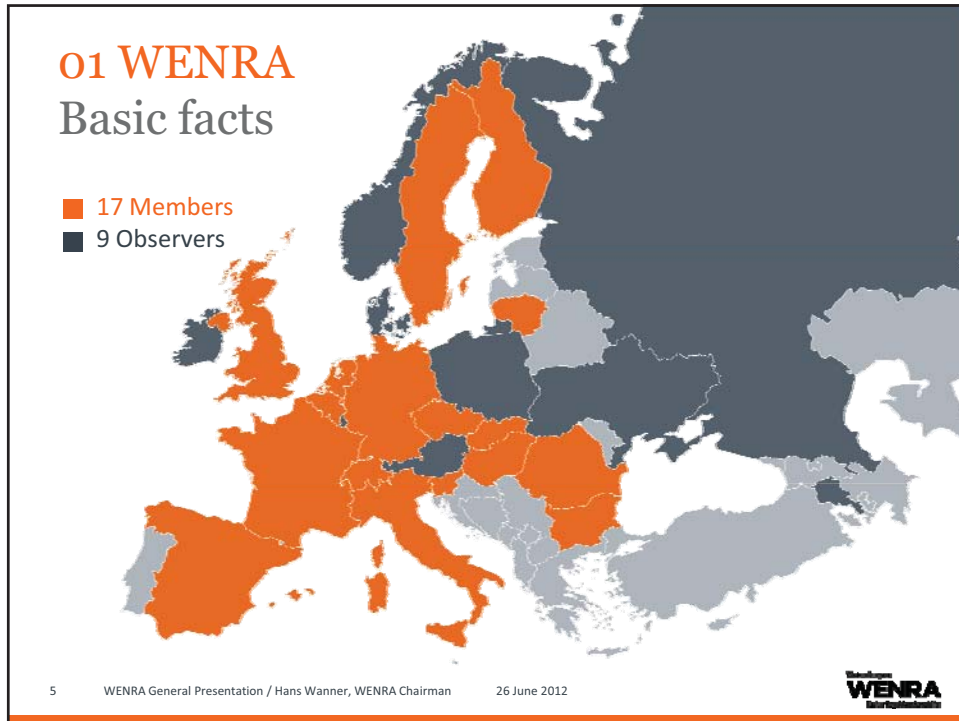 01 WENRA
Basic facts
17 Members
9 Observers
5 WENRA General Presentation / Hans Wanner, WENRA Chairman 26 June 2012
WENRA